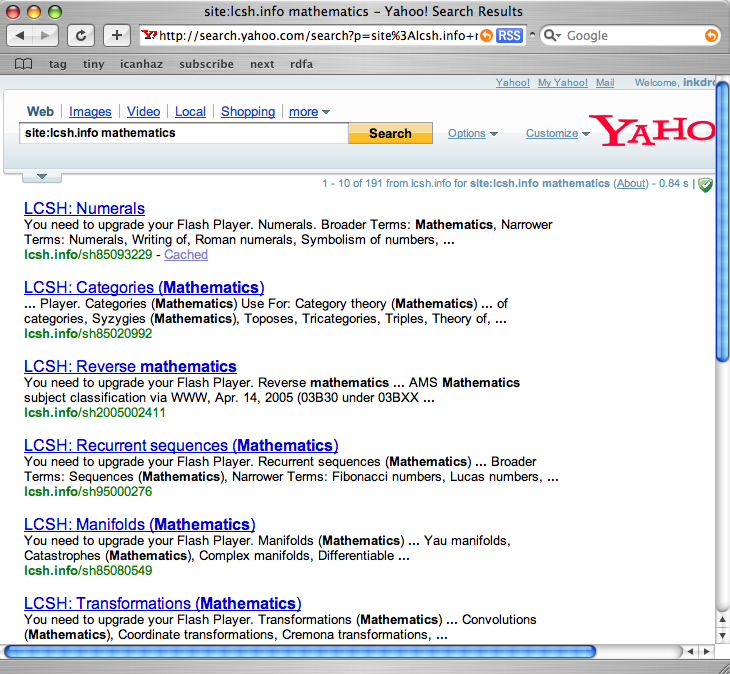 site:lcsh.info mathematics – Yahoo! Search Results
http://search.yahoo.com/search?p=site%3Alcsh.info+ RSS Google
tag tiny icanhaz subscribe next rdfa
Yahoo! My Yahoo! Mail Welcome, inkdro
Web Images Video Local Shopping more
site:lcsh.info mathematics Search Options Customize YAHO
1 - 10 of 191 from lcsh.info for site:lcsh.info mathematics (About) - 0.84 s |
LCSH: Numerals
You need to upgrade your Flash Player. Numerals. Broader Terms: Mathematics, Narrower
Terms: Numerals, Writing of, Roman numerals, Symbolism of numbers, ...
lcsh.info/sh85093229 - Cached
LCSH: Categories (Mathematics)
... Player. Categories (Mathematics) Use For: Category theory (Mathematics) ... of
categories, Syzygies (Mathematics), Toposes, Tricategories, Triples, Theory of, ...
lcsh.info/sh85020992
LCSH: Reverse mathematics
You need to upgrade your Flash Player. Reverse mathematics ... AMS Mathematics
subject classification via WWW, Apr. 14, 2005 (03B30 under 03BXX ...
lcsh.info/sh2005002411
LCSH: Recurrent sequences (Mathematics)
You need to upgrade your Flash Player. Recurrent sequences (Mathematics) ... Broader
Terms: Sequences (Mathematics), Narrower Terms: Fibonacci numbers, Lucas numbers, ...
lcsh.info/sh95000276
LCSH: Manifolds (Mathematics)
You need to upgrade your Flash Player. Manifolds (Mathematics) ... Yau manifolds,
Catastrophes (Mathematics), Complex manifolds, Differentiable ...
lcsh.info/sh85080549
LCSH: Transformations (Mathematics)
You need to upgrade your Flash Player. Transformations (Mathematics) ... Convolutions
(Mathematics), Coordinate transformations, Cremona transformations, ...